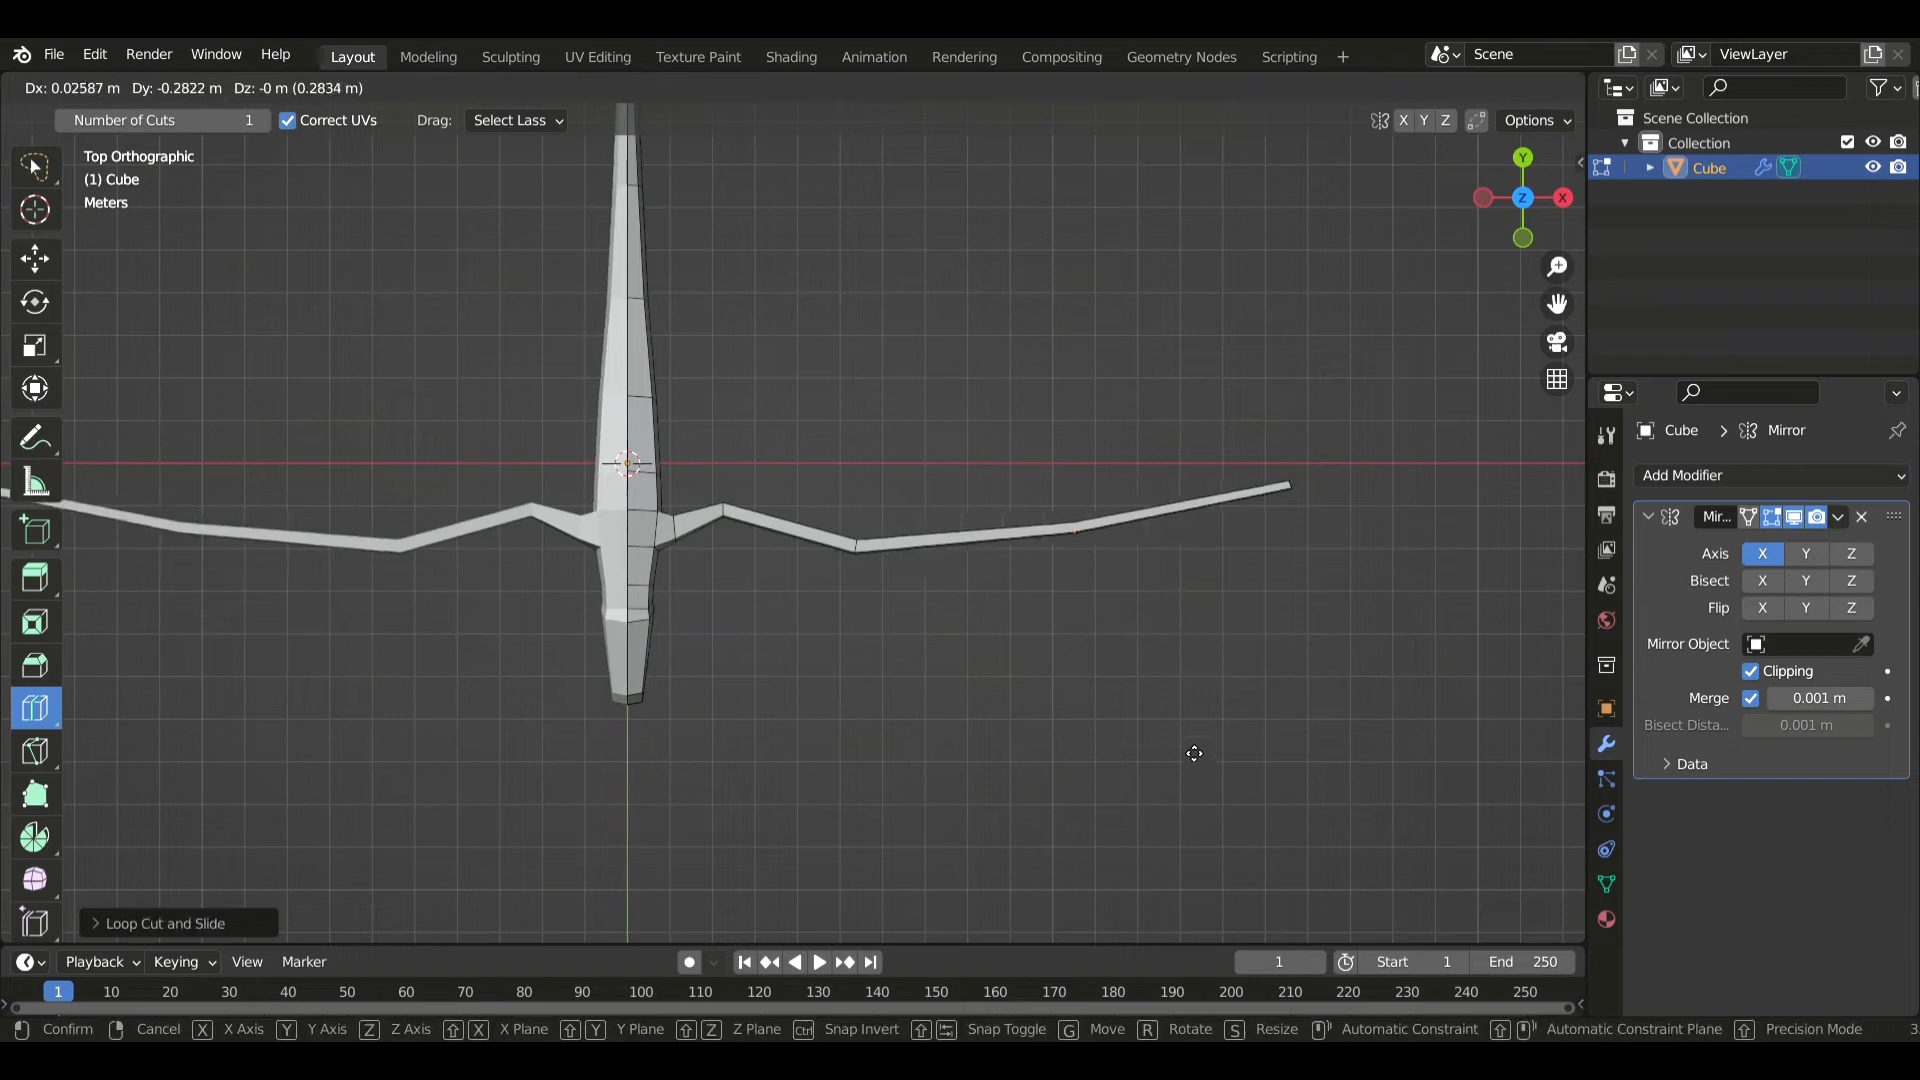 File Edit Render Window Help Layout Modeling Sculpting UV Editing Texture Paint Shading Animation Rendering Compositing Geometry Nodes Scripting + Scene ViewLayer
Dx: 0.02587 m Dy: -0.2822 m Dz: -0 m (0.2834 m)
Number of Cuts 1 Correct UVs Drag: Select Lass X Y Z Options
Top Orthographic
(1) Cube
Meters
Y
Z X
Scene Collection
Collection
Cube
Cube > Mirror
Add Modifier
Mir...
Axis X Y Z
Bisect X Y Z
Flip X Y Z
Mirror Object
Clipping
Merge 0.001 m
Bisect Dista... 0.001 m
Data
Loop Cut and Slide
Playback Keying View Marker 1 Start 1 End 250
1 10 20 30 40 50 60 70 80 90 100 110 120 130 140 150 160 170 180 190 200 210 220 230 240 250
Confirm Cancel X X Axis Y Y Axis Z Z Axis X X Plane Y Y Plane Z Z Plane Ctrl Snap Invert Snap Toggle G Move R Rotate S Resize Automatic Constraint Automatic Constraint Plane Precision Mode